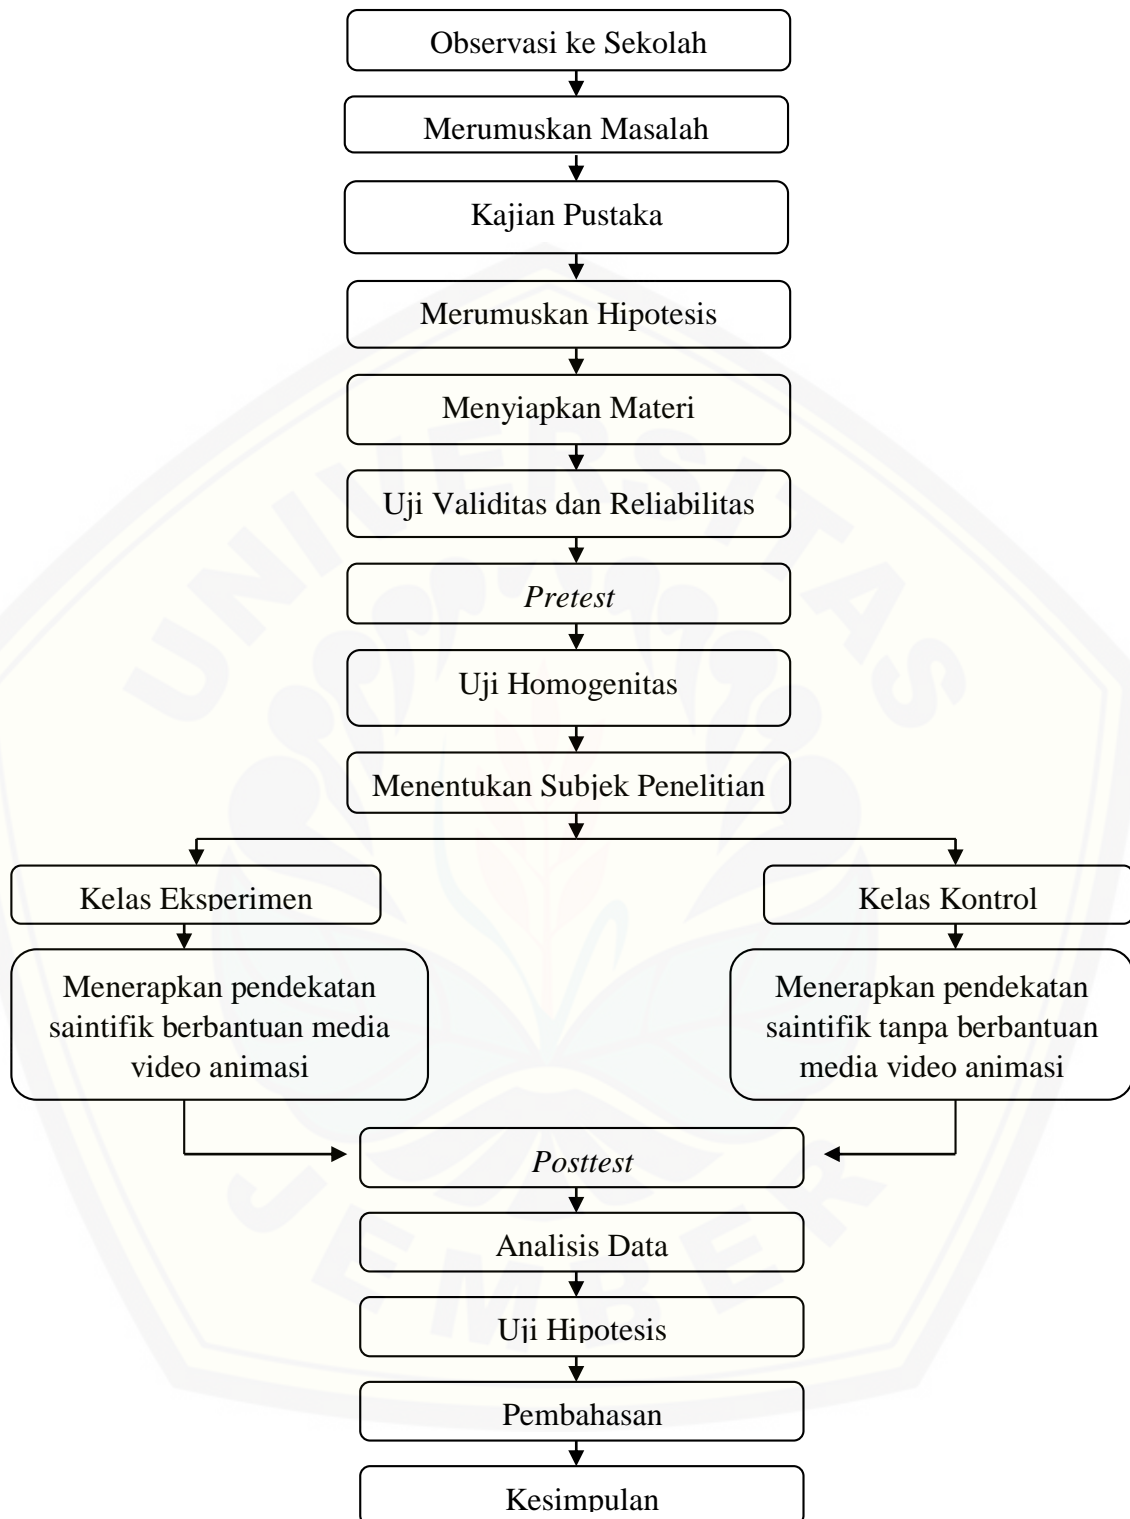 Observasi ke Sekolah
Merumuskan Masalah
Kajian Pustaka
Merumuskan Hipotesis
Menyiapkan Materi
Uji Validitas dan Reliabilitas
Pretest
Uji Homogenitas
Menentukan Subjek Penelitian
Kelas Eksperimen
Kelas Kontrol
Menerapkan pendekatan
saintifik berbantuan media
video animasi
Menerapkan pendekatan
saintifik tanpa berbantuan
media video animasi
Posttest
Analisis Data
Uji Hipotesis
Pembahasan
Kesimpulan
UNIVERSITAS
JEMBER